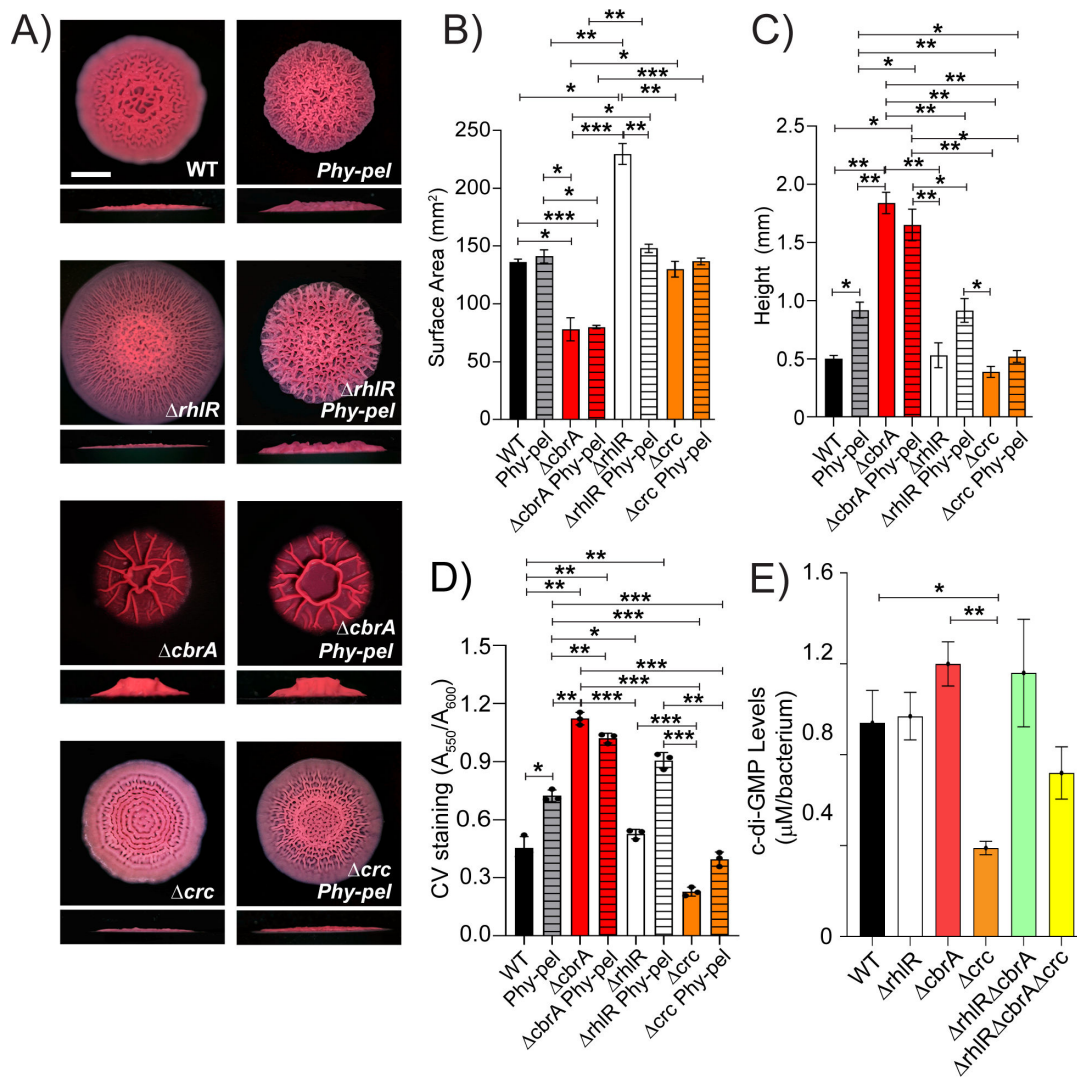 A)
WT
Phy-pel
ΔrhlR
ΔrhlR
Phy-pel
ΔcbrA
ΔcbrA
Phy-pel
Δcrc
Δcrc
Phy-pel
B)
Surface Area (mm²)
250
200
150
100
50
0
**
**
*
***
*
**
*
***
**
*
*
***
*
WT
Phy-pel
ΔcbrA
ΔcbrA Phy-pel
ΔrhlR
ΔrhlR Phy-pel
Δcrc
Δcrc Phy-pel
C)
Height (mm)
2.5
2.0
1.5
1.0
0.5
0
*
**
*
**
**
**
*
*
**
**
**
**
*
**
*
*
WT
Phy-pel
ΔcbrA
ΔcbrA Phy-pel
ΔrhlR
ΔrhlR Phy-pel
Δcrc
Δcrc Phy-pel
D)
CV staining (A₅₅₀/A₆₀₀)
1.5
1.2
0.9
0.6
0.3
0.0
**
**
**
***
***
*
**
***
***
**
***
**
***
***
*
WT
Phy-pel
ΔcbrA
ΔcbrA Phy-pel
ΔrhlR
ΔrhlR Phy-pel
Δcrc
Δcrc Phy-pel
E)
c-di-GMP Levels
(μM/bacterium)
1.6
1.2
0.8
0.4
0
*
**
WT
ΔrhlR
ΔcbrA
Δcrc
ΔrhlRΔcbrA
ΔrhlRΔcbrAΔcrc